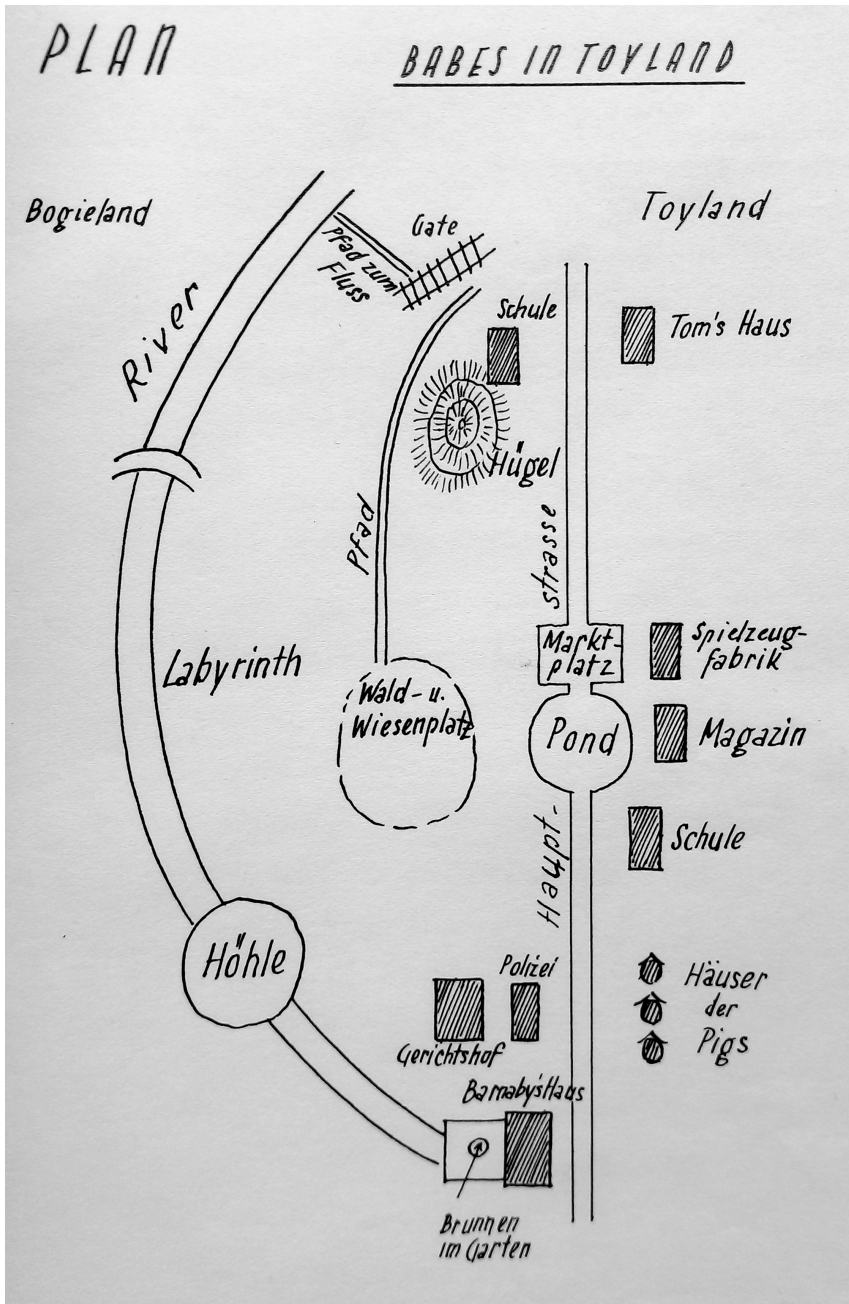 PLAN
BABES IN TOYLAND
Bogieland
Toyland
Gate
Pfad zum
Fluss
River
Schule
Tom's Haus
Hügel
Pfad
strasse
Markt-
platz
Spielzeug-
fabrik
Labyrinth
Wald- u.
Wiesenplatz
Pond
Magazin
Haupt-
Schule
Höhle
Polizei
Häuser
der
Pigs
Gerichtshof
Barnaby'sHaus
Brunnen
im Garten